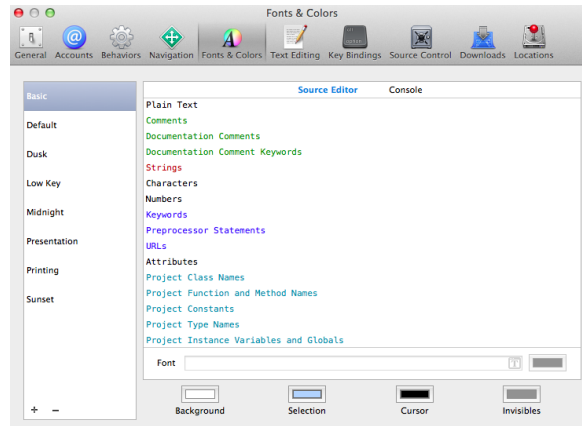 Fonts & Colors
General Accounts Behaviors Navigation Fonts & Colors Text Editing Key Bindings Source Control Downloads Locations
Basic
Default
Dusk
Low Key
Midnight
Presentation
Printing
Sunset
+ −
Source Editor Console
Plain Text
Comments
Documentation Comments
Documentation Comment Keywords
Strings
Characters
Numbers
Keywords
Preprocessor Statements
URLs
Attributes
Project Class Names
Project Function and Method Names
Project Constants
Project Type Names
Project Instance Variables and Globals
Font
Background Selection Cursor Invisibles